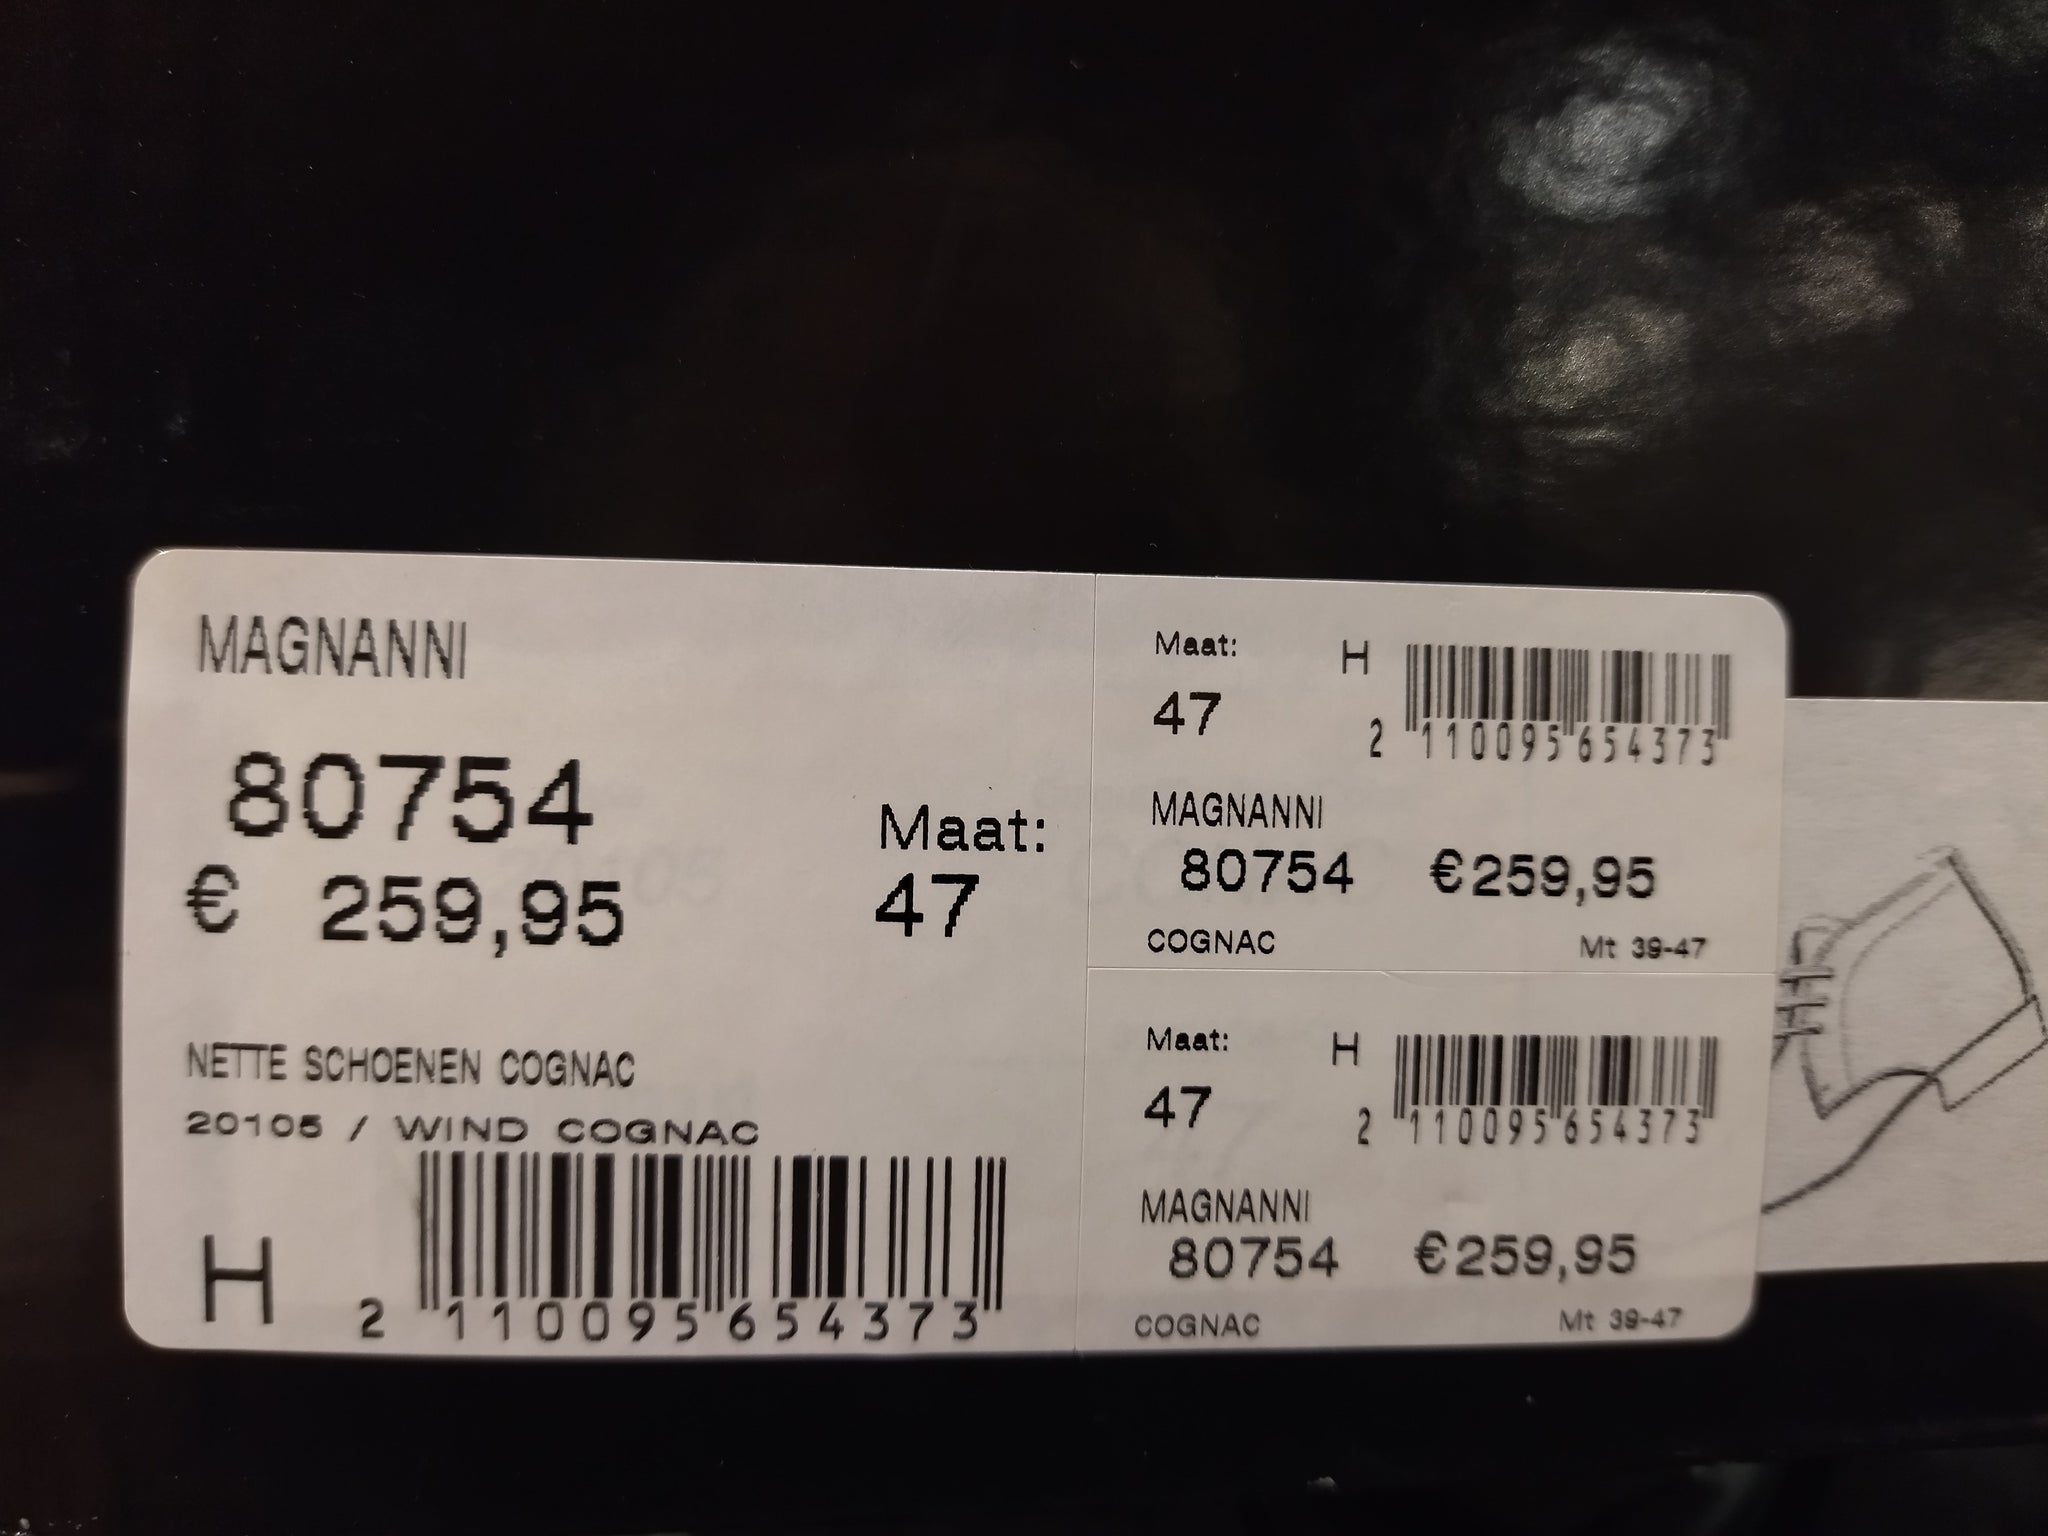 MAGNANNI
80754
€ 259,95
Maat:
47
NETTE SCHOENEN COGNAC
20105 / WIND COGNAC
H
2 110095 654373
Maat:
47
H
2 110095 654373
MAGNANNI
80754 €259,95
COGNAC Mt 39-47
Maat:
47
H
2 110095 654373
MAGNANNI
80754 €259,95
COGNAC Mt 39-47